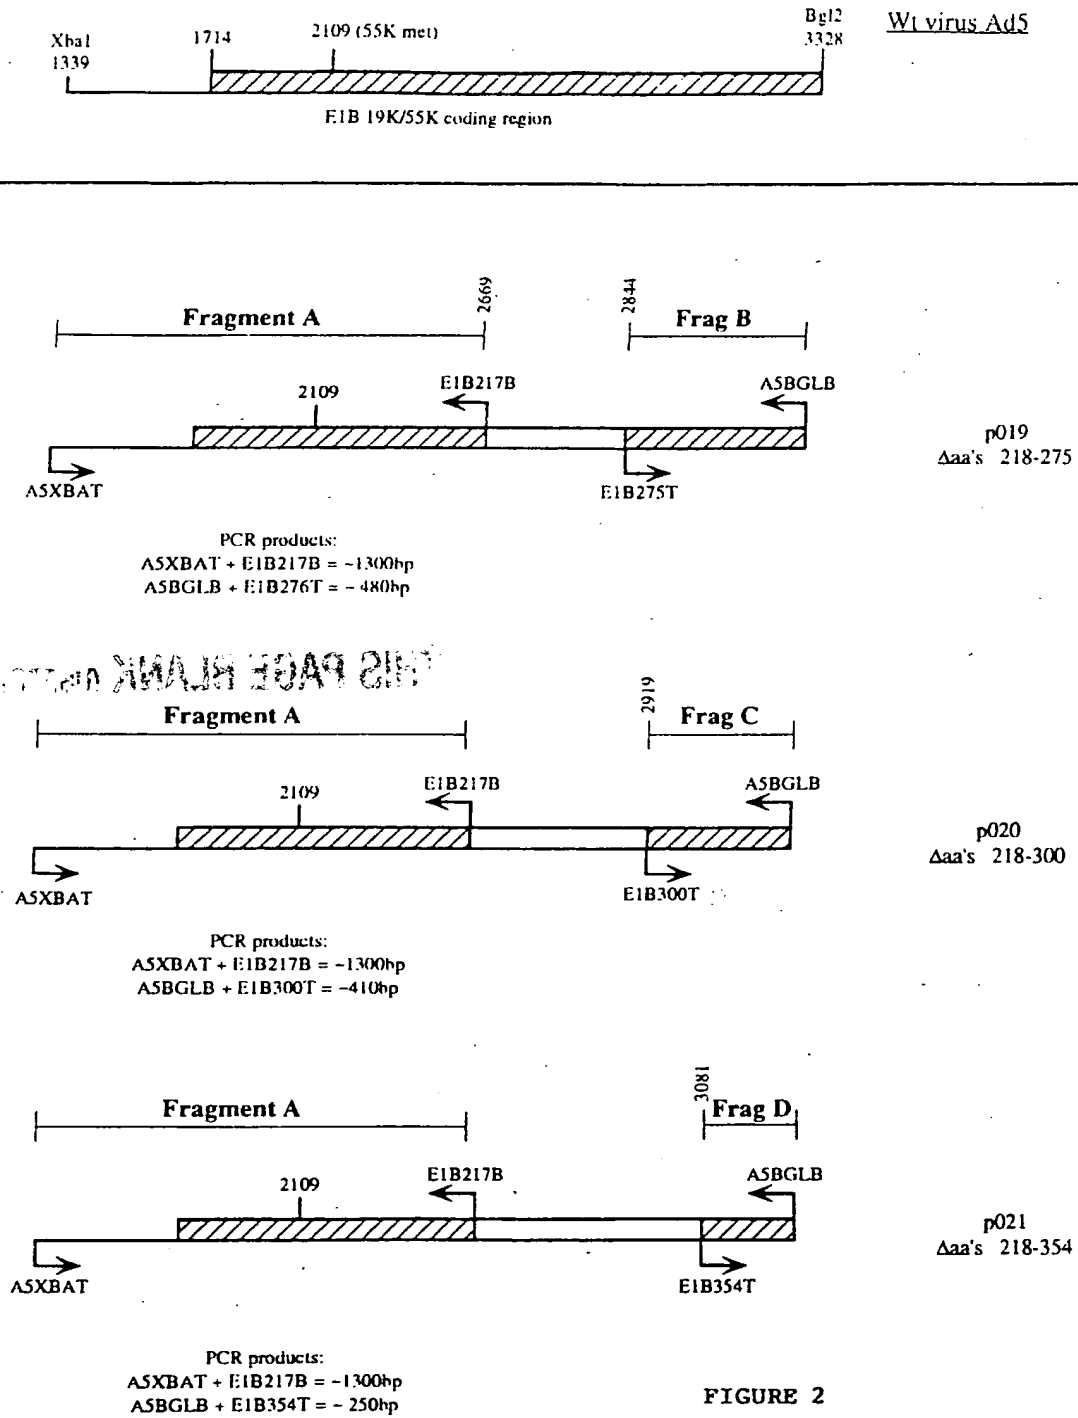 Wt virus Ad5
Xba1
1339
1714
2109 (55K met)
Bgl2
3328
E1B 19K/55K coding region
Fragment A
2669
2844
Frag B
2109
E1B217B
A5BGLB
A5XBAT
E1B275T
p019
Δaa's 218-275
PCR products:
A5XBAT + E1B217B = ~1300bp
A5BGLB + E1B276T = ~ 480bp
THIS PAGE BLANK
Fragment A
2919
Frag C
2109
E1B217B
A5BGLB
A5XBAT
E1B300T
p020
Δaa's 218-300
PCR products:
A5XBAT + E1B217B = ~1300bp
A5BGLB + E1B300T = ~410bp
Fragment A
3081
Frag D
2109
E1B217B
A5BGLB
A5XBAT
E1B354T
p021
Δaa's 218-354
PCR products:
A5XBAT + E1B217B = ~1300bp
A5BGLB + E1B354T = ~ 250bp
FIGURE 2